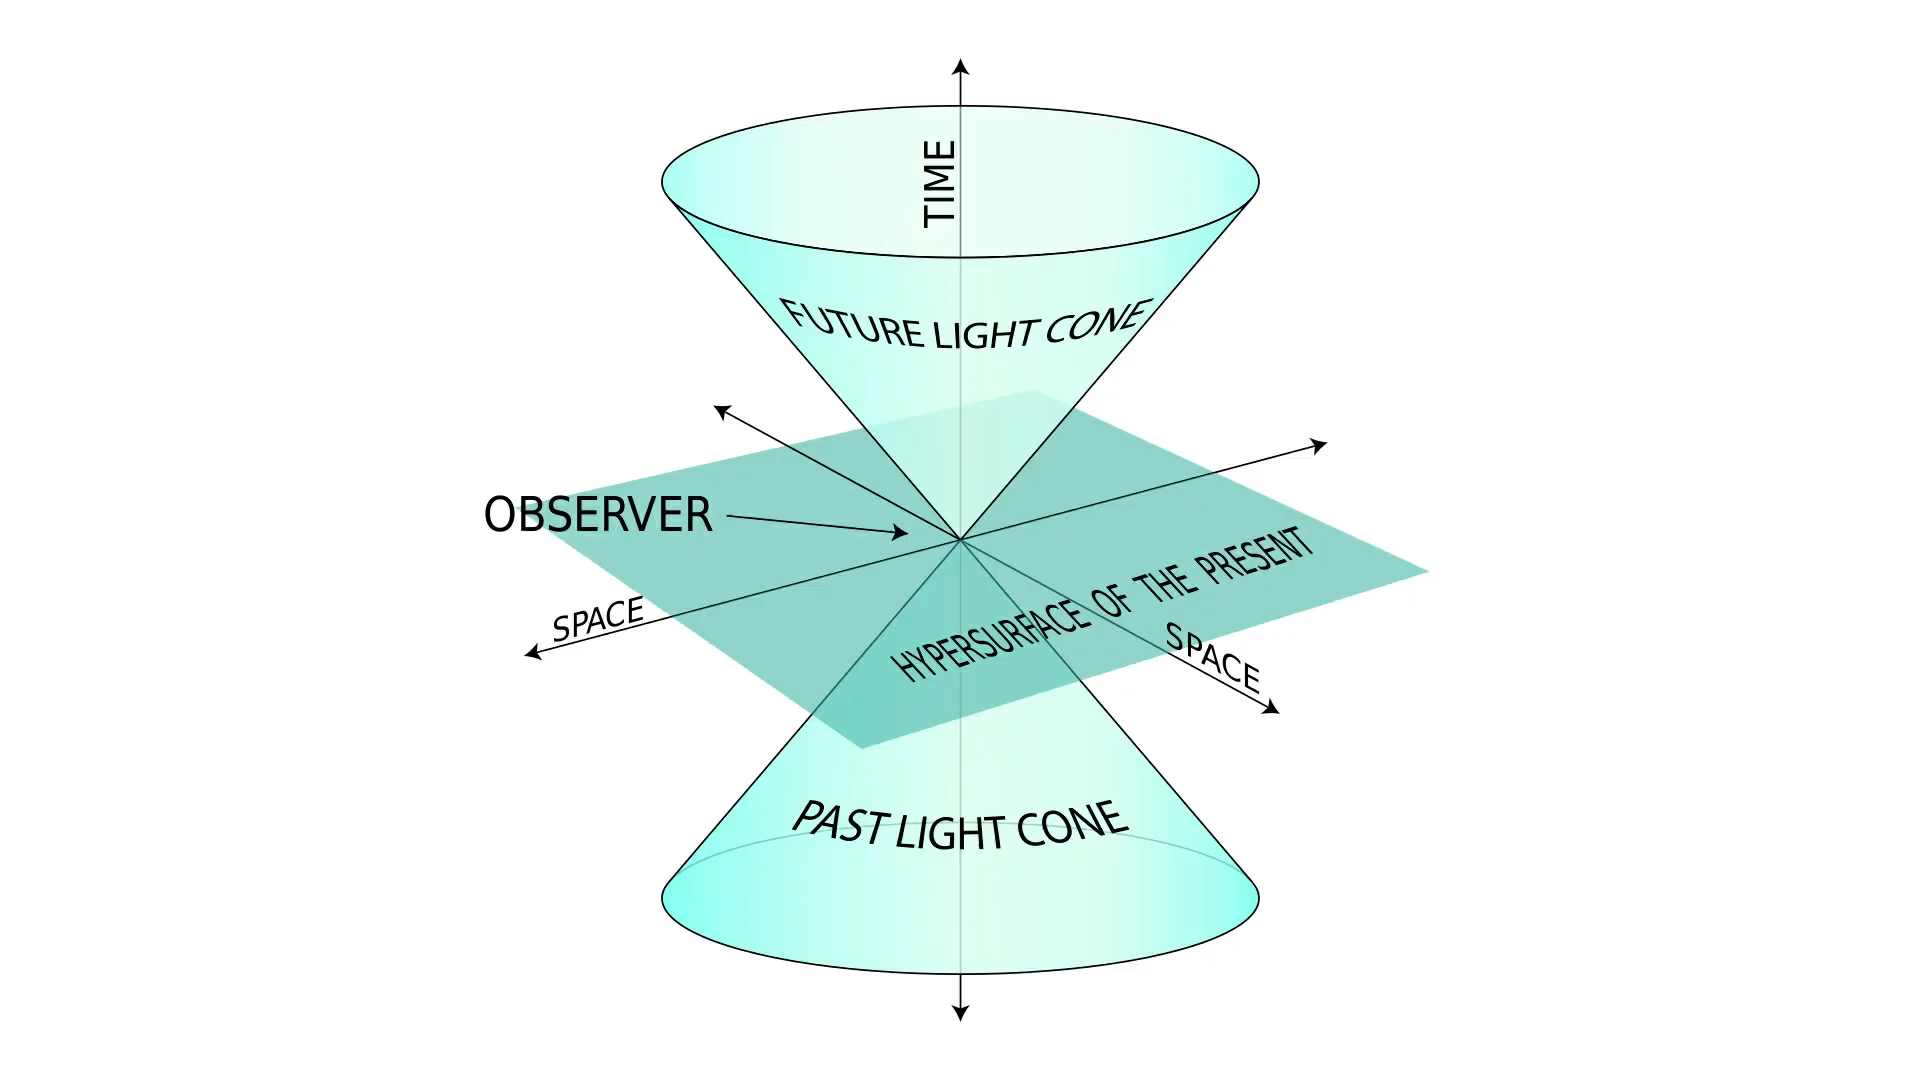 TIME
FUTURE LIGHT CONE
OBSERVER
HYPERSURFACE OF THE PRESENT
SPACE
SPACE
PAST LIGHT CONE